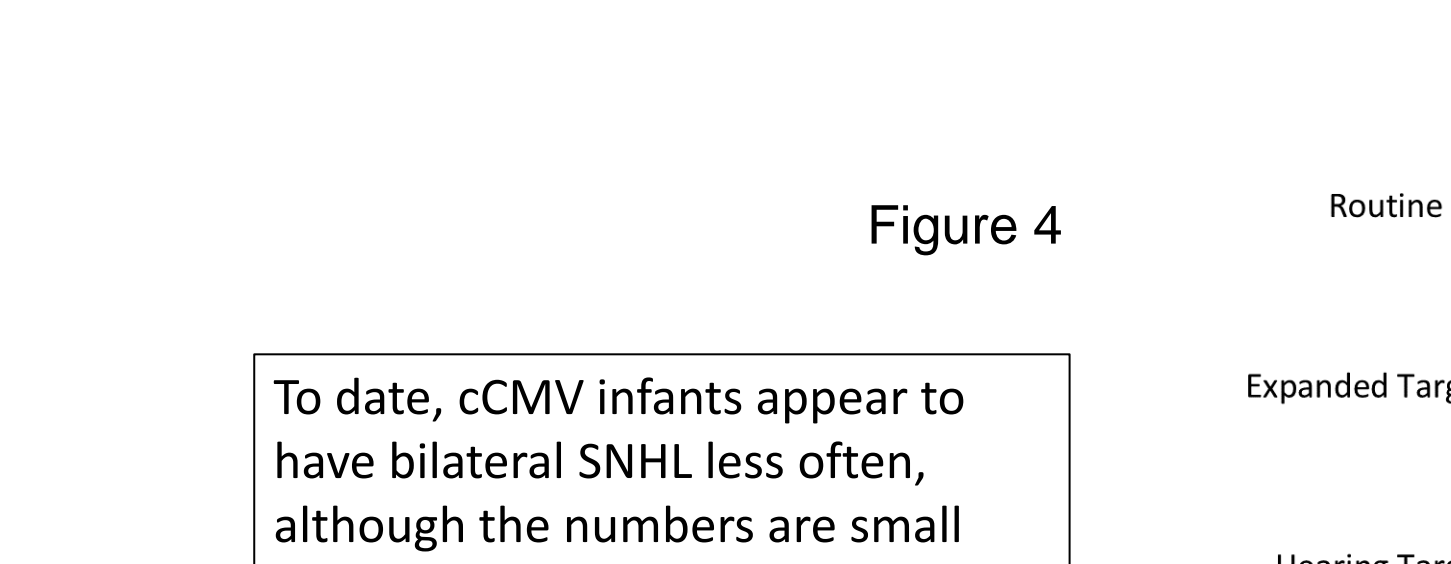 Figure 4
Routine
Expanded
To date, cCMV infants appear to
have bilateral SNHL less often,
although the numbers are small